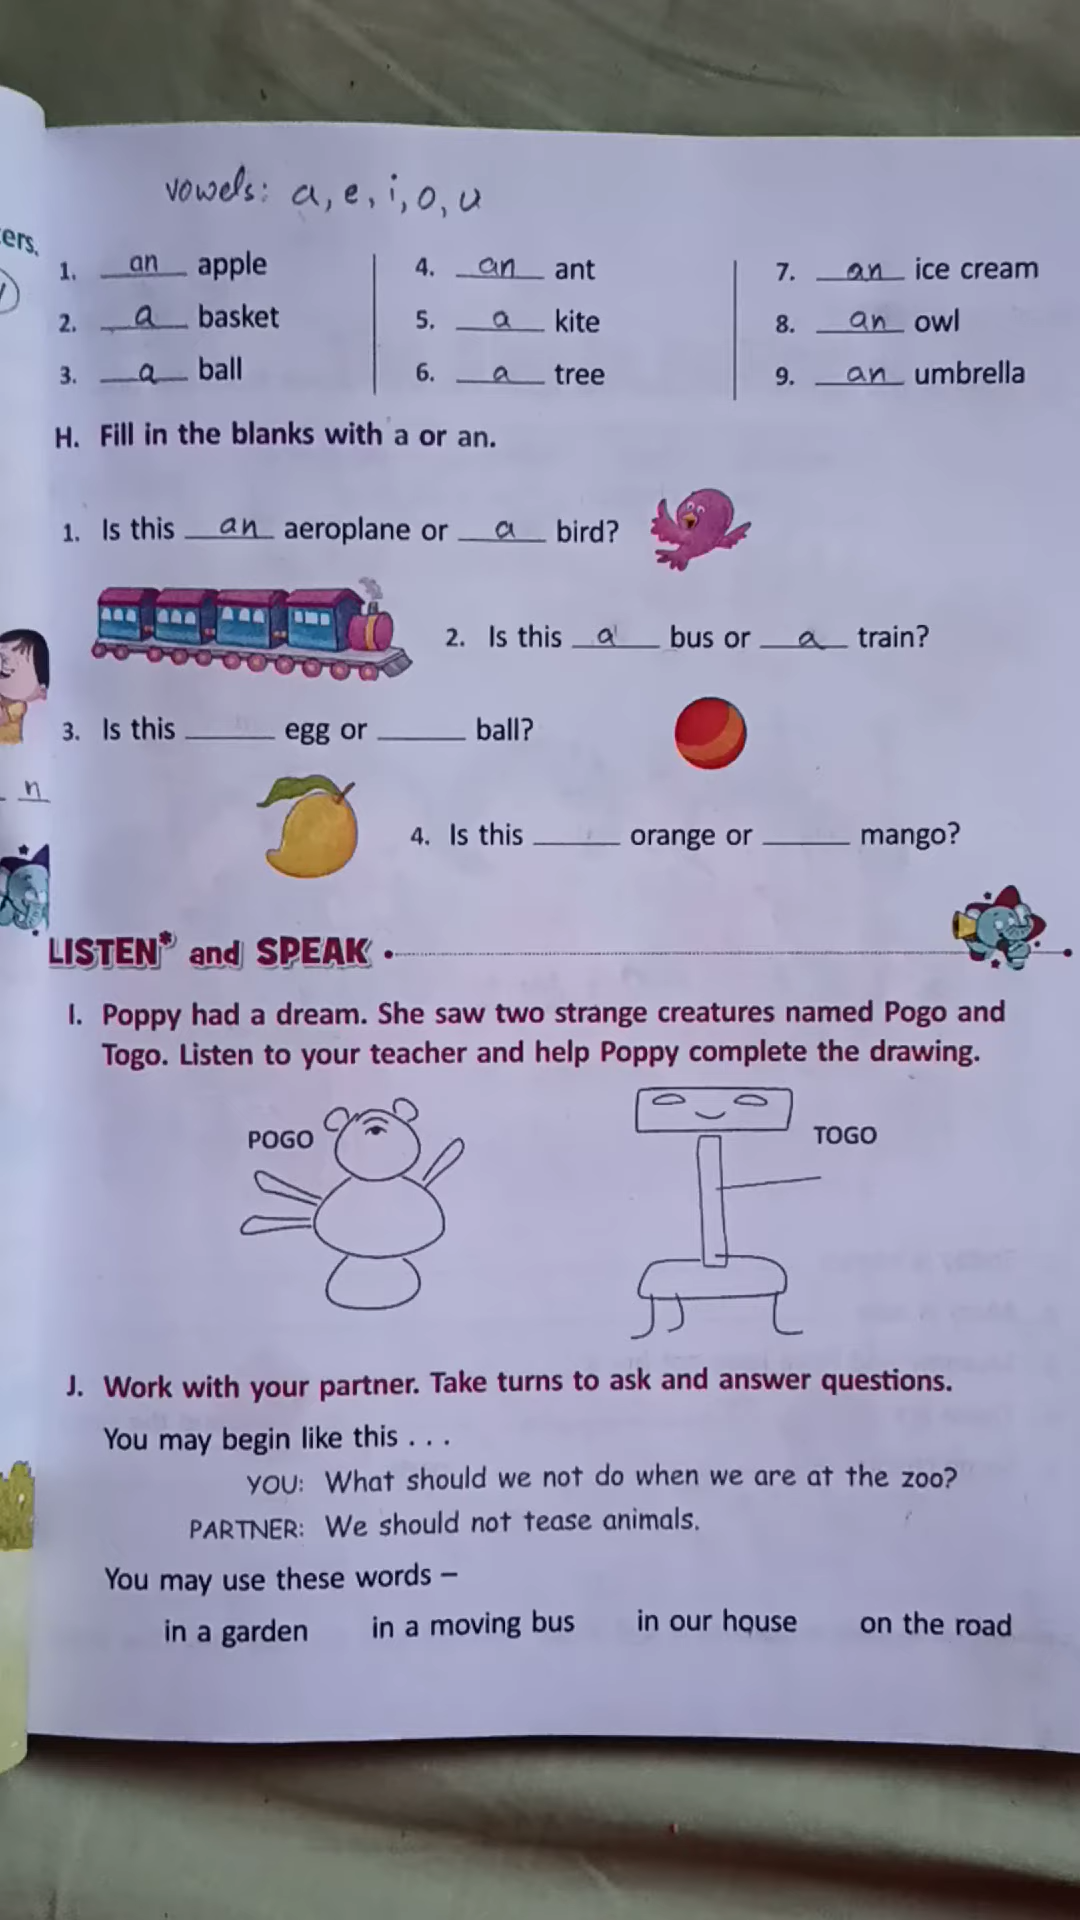 vowels: a, e, i, o, u
ers.
1. an apple
2. a basket
3. a ball
4. an ant
5. a kite
6. a tree
7. an ice cream
8. an owl
9. an umbrella
H. Fill in the blanks with a or an.
1. Is this an aeroplane or a bird?
2. Is this a bus or a train?
3. Is this ______ egg or ______ ball?
n
4. Is this ______ orange or ______ mango?
LISTEN* and SPEAK
I. Poppy had a dream. She saw two strange creatures named Pogo and
Togo. Listen to your teacher and help Poppy complete the drawing.
POGO
TOGO
J. Work with your partner. Take turns to ask and answer questions.
You may begin like this . . .
YOU: What should we not do when we are at the zoo?
PARTNER: We should not tease animals.
You may use these words –
in a garden in a moving bus in our house on the road